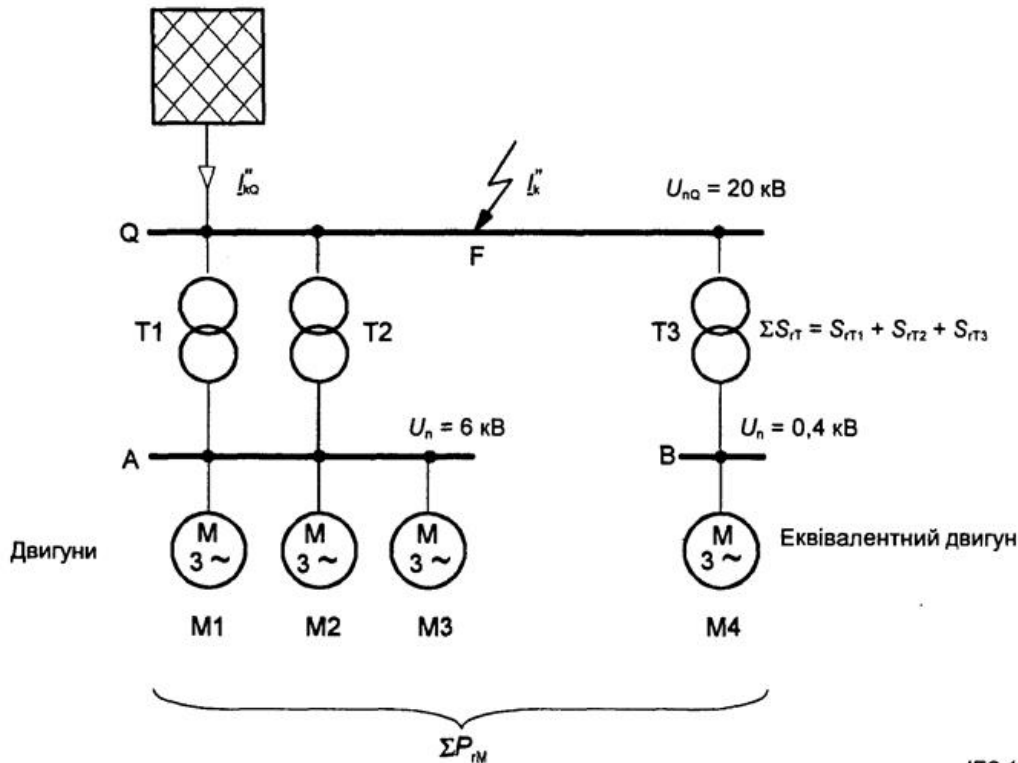 I''kQ
I''k
UnQ = 20 кВ
Q
F
T1
T2
T3
ΣSrT = SrT1 + SrT2 + SrT3
Un = 6 кВ
Un = 0,4 кВ
A
B
Двигуни
M 3 ~
M 3 ~
M 3 ~
M 3 ~
Еквівалентний двигун
M1
M2
M3
M4
ΣPrM